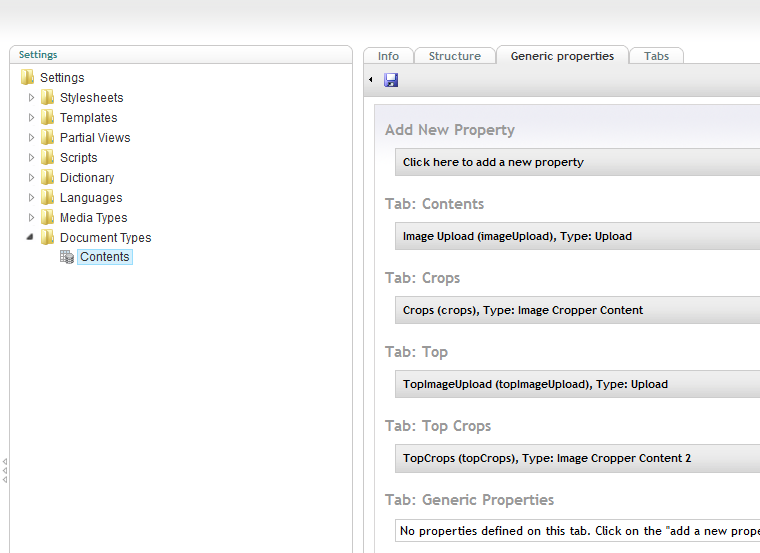 Settings
Settings
Stylesheets
Templates
Partial Views
Scripts
Dictionary
Languages
Media Types
Document Types
Contents
Info Structure Generic properties Tabs
Add New Property
Click here to add a new property
Tab: Contents
Image Upload (imageUpload), Type: Upload
Tab: Crops
Crops (crops), Type: Image Cropper Content
Tab: Top
TopImageUpload (topImageUpload), Type: Upload
Tab: Top Crops
TopCrops (topCrops), Type: Image Cropper Content 2
Tab: Generic Properties
No properties defined on this tab. Click on the "add a new prope